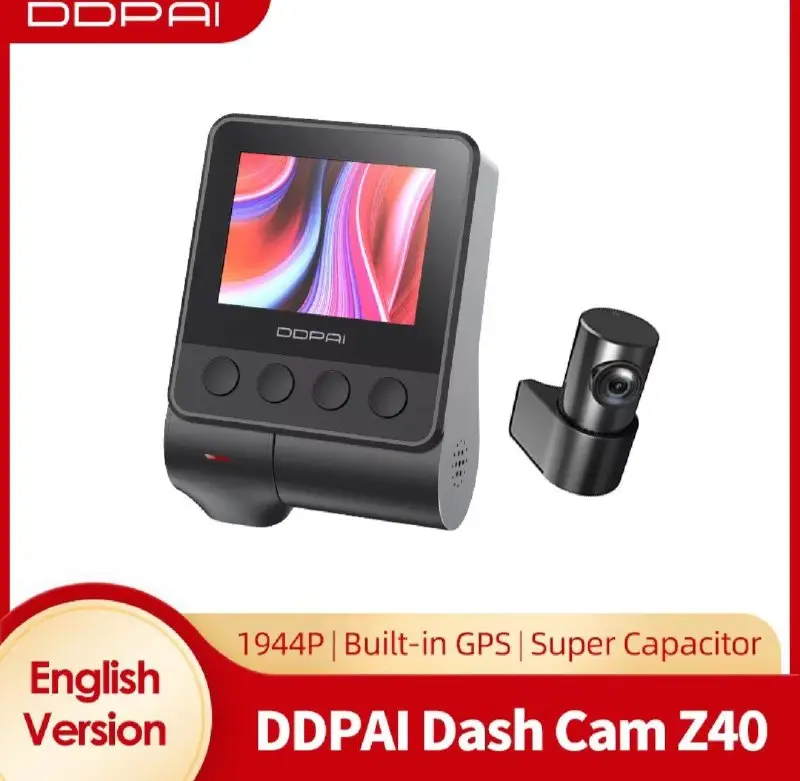 DDPAI
DDPAI
1944P | Built-in GPS | Super Capacitor
English
Version
DDPAI Dash Cam Z40